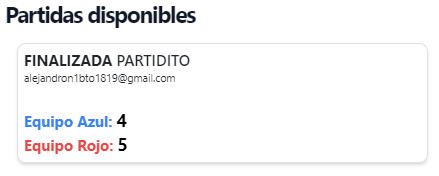 Partidas disponibles
FINALIZADA PARTIDITO
alejandron1bto1819@gmail.com
Equipo Azul: 4
Equipo Rojo: 5